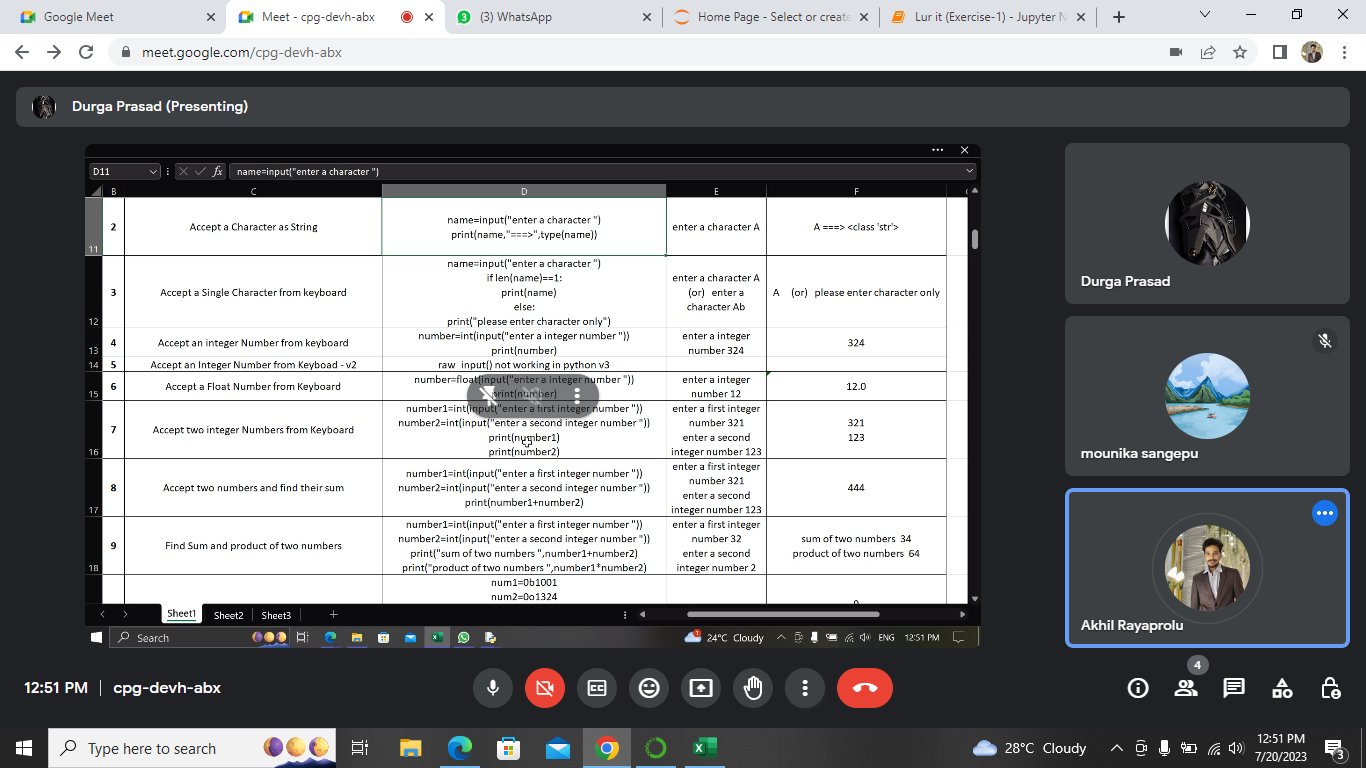 Google Meet
Meet - cpg-devh-abx
(3) WhatsApp
Home Page - Select or create
Lur it (Exercise-1) - Jupyter N
meet.google.com/cpg-devh-abx
Durga Prasad (Presenting)
D11
fx
name=input("enter a character ")
B C D E F
11 2 Accept a Character as String
name=input("enter a character ")
print(name,"===>",type(name))
enter a character A
A ===> <class 'str'>
12 3 Accept a Single Character from keyboard
name=input("enter a character ")
if len(name)==1:
print(name)
else:
print("please enter character only")
enter a character A
(or) enter a
character Ab
A (or) please enter character only
13 4 Accept an integer Number from keyboard
number=int(input("enter a integer number "))
print(number)
enter a integer
number 324
324
14 5 Accept an Integer Number from Keyboad - v2
raw_input() not working in python v3
15 6 Accept a Float Number from Keyboard
number=float(input("enter a integer number "))
print(number)
enter a integer
number 12
12.0
16 7 Accept two integer Numbers from Keyboard
number1=int(input("enter a first integer number "))
number2=int(input("enter a second integer number "))
print(number1)
print(number2)
enter a first integer
number 321
enter a second
integer number 123
321
123
17 8 Accept two numbers and find their sum
number1=int(input("enter a first integer number "))
number2=int(input("enter a second integer number "))
print(number1+number2)
enter a first integer
number 321
enter a second
integer number 123
444
18 9 Find Sum and product of two numbers
number1=int(input("enter a first integer number "))
number2=int(input("enter a second integer number "))
print("sum of two numbers ",number1+number2)
print("product of two numbers ",number1*number2)
enter a first integer
number 32
enter a second
integer number 2
sum of two numbers 34
product of two numbers 64
num1=0b1001
num2=0o1324
Sheet1 Sheet2 Sheet3
Search
24°C Cloudy
ENG
12:51 PM
Durga Prasad
mounika sangepu
Akhil Rayaprolu
12:51 PM | cpg-devh-abx
4
Type here to search
28°C Cloudy
12:51 PM
7/20/2023
3